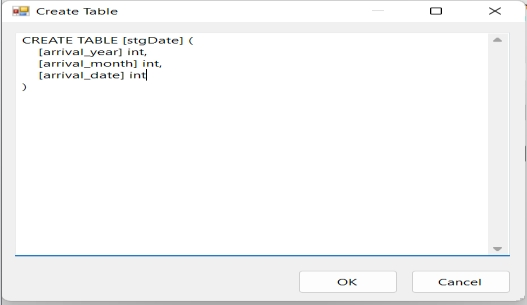 Create Table
CREATE TABLE [stgDate] (
[arrival_year] int,
[arrival_month] int,
[arrival_date] int
)
OK
Cancel